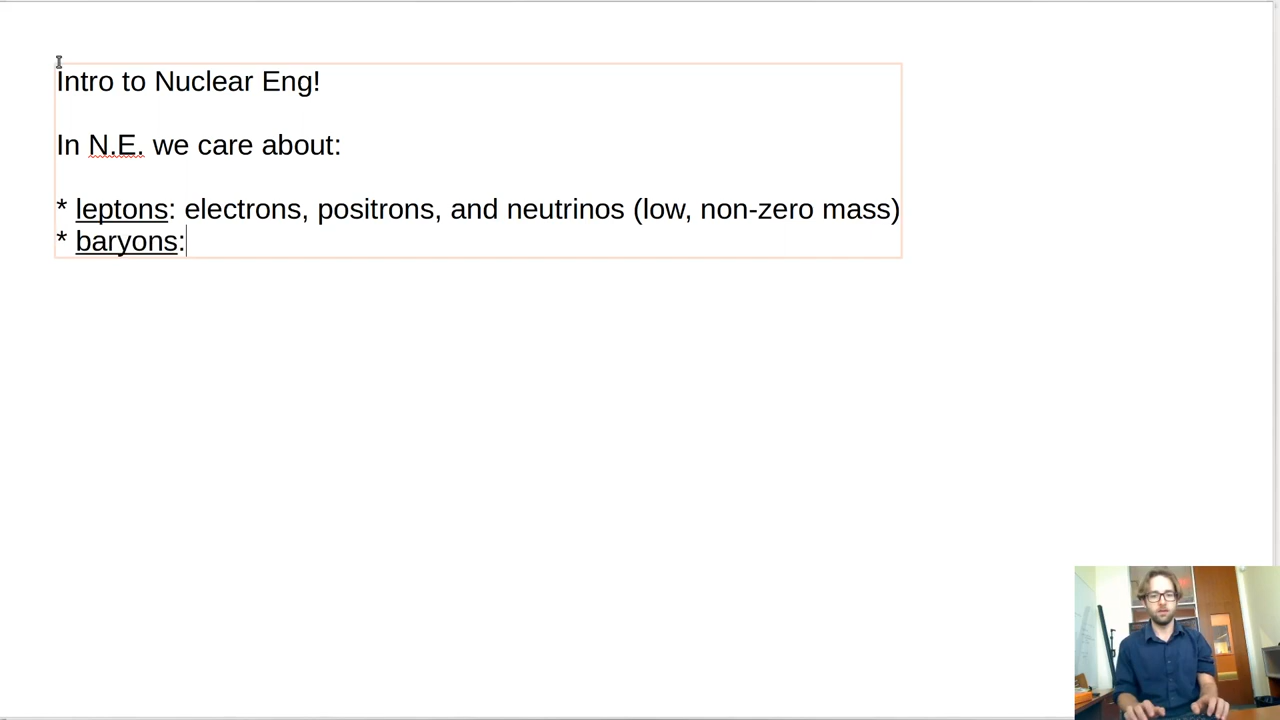 Intro to Nuclear Eng!
In N.E. we care about:
* leptons: electrons, positrons, and neutrinos (low, non-zero mass)
* baryons: